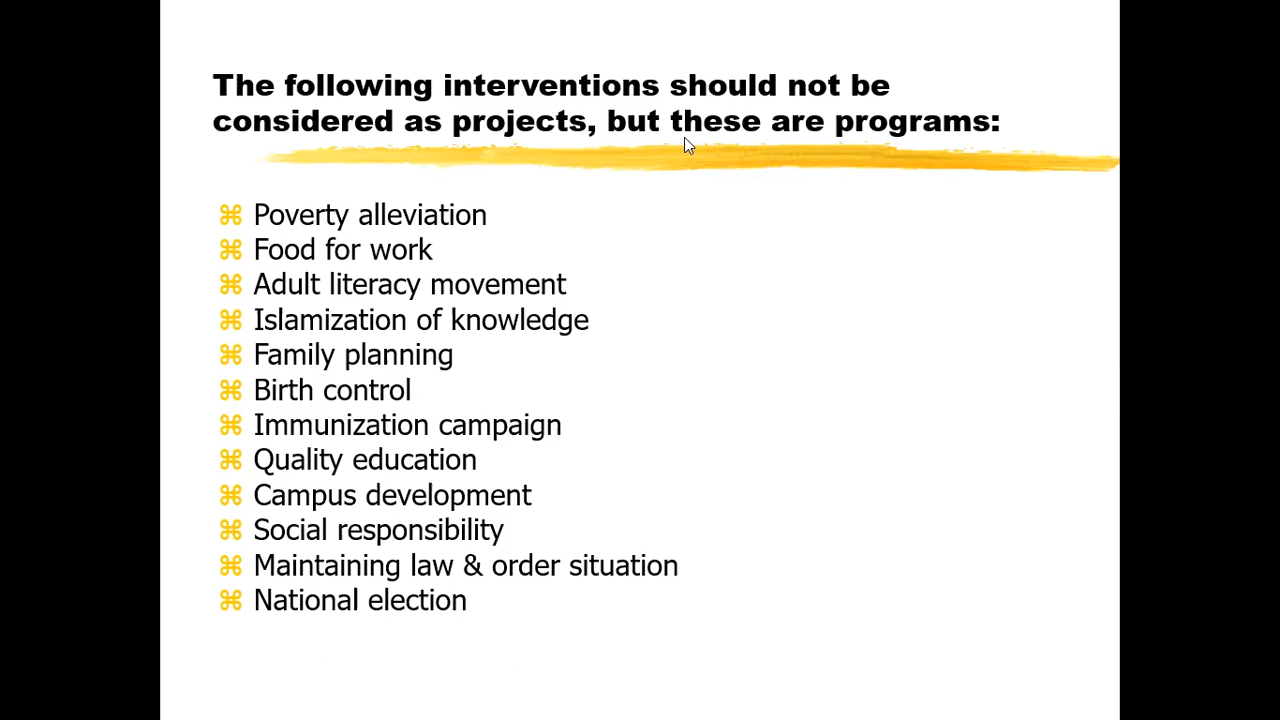 The following interventions should not be
considered as projects, but these are programs:
⌘ Poverty alleviation
⌘ Food for work
⌘ Adult literacy movement
⌘ Islamization of knowledge
⌘ Family planning
⌘ Birth control
⌘ Immunization campaign
⌘ Quality education
⌘ Campus development
⌘ Social responsibility
⌘ Maintaining law & order situation
⌘ National election